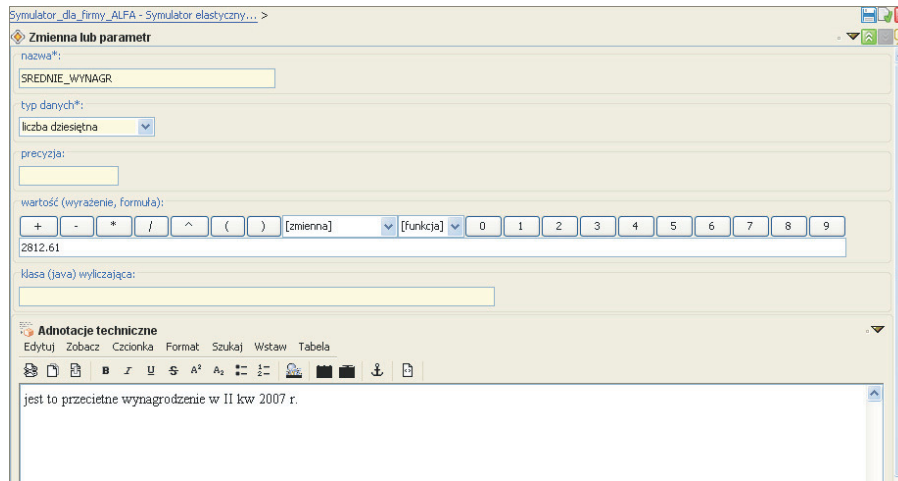 Symulator_dla_firmy_ALFA - Symulator elastyczny... >
Zmienna lub parametr
nazwa*:
SREDNIE_WYNAGR
typ danych*:
liczba dziesiętna
precyzja:
wartość (wyrażenie, formuła):
+ - * / ^ ( ) [zmienna] [funkcja] 0 1 2 3 4 5 6 7 8 9
2812.61
klasa (java) wyliczająca:
Adnotacje techniczne
Edytuj Zobacz Czcionka Format Szukaj Wstaw Tabela
B I U S A² A₂
jest to przecietne wynagrodzenie w II kw 2007 r.